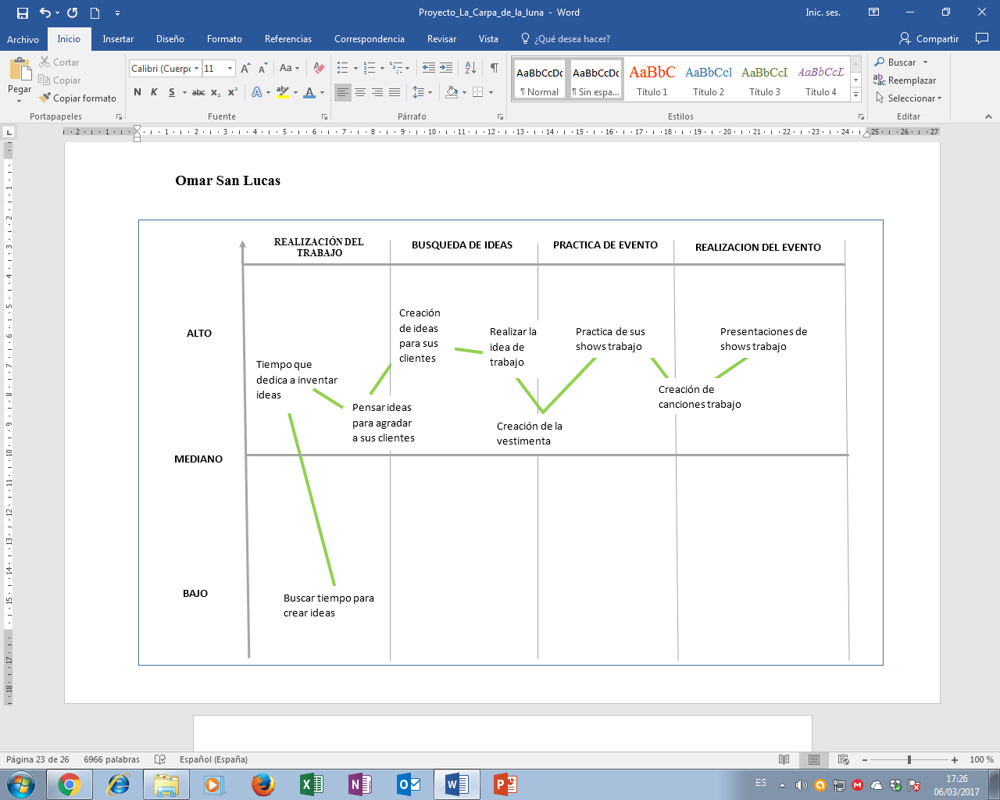 Proyecto_La_Carpa_de_la_luna - Word
Inic. ses.
Archivo
Inicio
Insertar
Diseño
Formato
Referencias
Correspondencia
Revisar
Vista
¿Qué desea hacer?
Compartir
Pegar
Cortar
Copiar
Copiar formato
Portapapeles
Calibri (Cuerpo
11
N K S abc x₂ x²
Fuente
Párrafo
AaBbCcDc
¶ Normal
AaBbCcDc
¶ Sin espa...
AaBbC
Título 1
AaBbCcI
Título 2
AaBbCcI
Título 3
AaBbCcL
Título 4
Estilos
Buscar
Reemplazar
Seleccionar
Editar
Omar San Lucas
REALIZACIÓN DEL
TRABAJO
BUSQUEDA DE IDEAS
PRACTICA DE EVENTO
REALIZACION DEL EVENTO
ALTO
Creación
de ideas
para sus
clientes
Realizar la
idea de
trabajo
Practica de sus
shows trabajo
Presentaciones de
shows trabajo
Tiempo que
dedica a inventar
ideas
Pensar ideas
para agradar
a sus clientes
Creación de la
vestimenta
Creación de
canciones trabajo
MEDIANO
BAJO
Buscar tiempo para
crear ideas
Página 23 de 26
6966 palabras
Español (España)
100 %
ES
17:26
06/03/2017